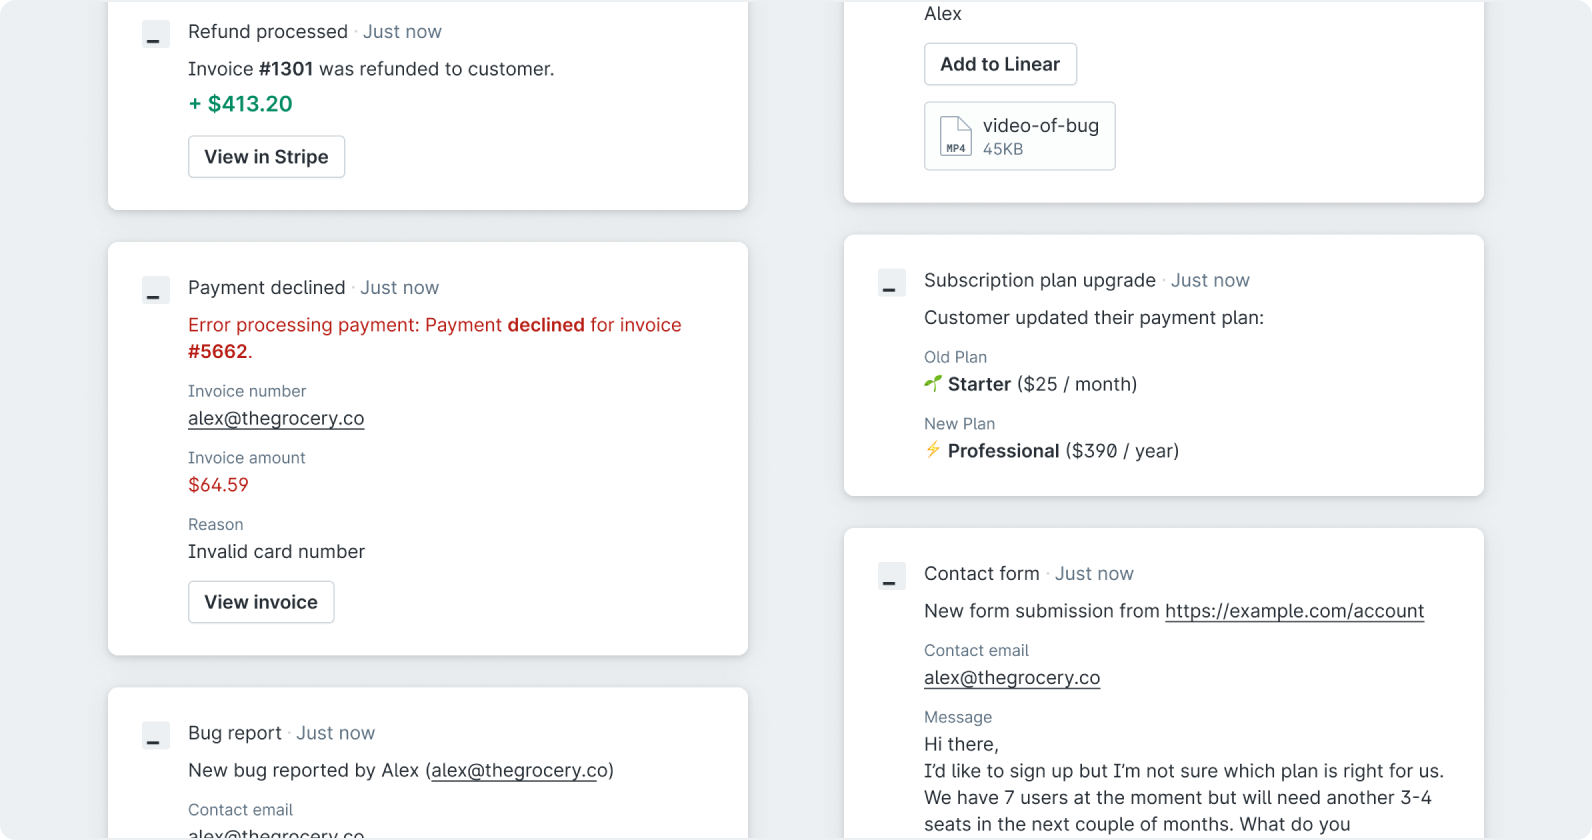 Refund processed · Just now
Invoice #1301 was refunded to customer.
+ $413.20
View in Stripe
Payment declined · Just now
Error processing payment: Payment declined for invoice
#5662.
Invoice number
alex@thegrocery.co
Invoice amount
$64.59
Reason
Invalid card number
View invoice
Bug report · Just now
New bug reported by Alex (alex@thegrocery.co)
Contact email
alex@thegrocery.co
Alex
Add to Linear
MP4
video-of-bug
45KB
Subscription plan upgrade · Just now
Customer updated their payment plan:
Old Plan
🌱 Starter ($25 / month)
New Plan
⚡ Professional ($390 / year)
Contact form · Just now
New form submission from https://example.com/account
Contact email
alex@thegrocery.co
Message
Hi there,
I’d like to sign up but I’m not sure which plan is right for us.
We have 7 users at the moment but will need another 3-4
seats in the next couple of months. What do you